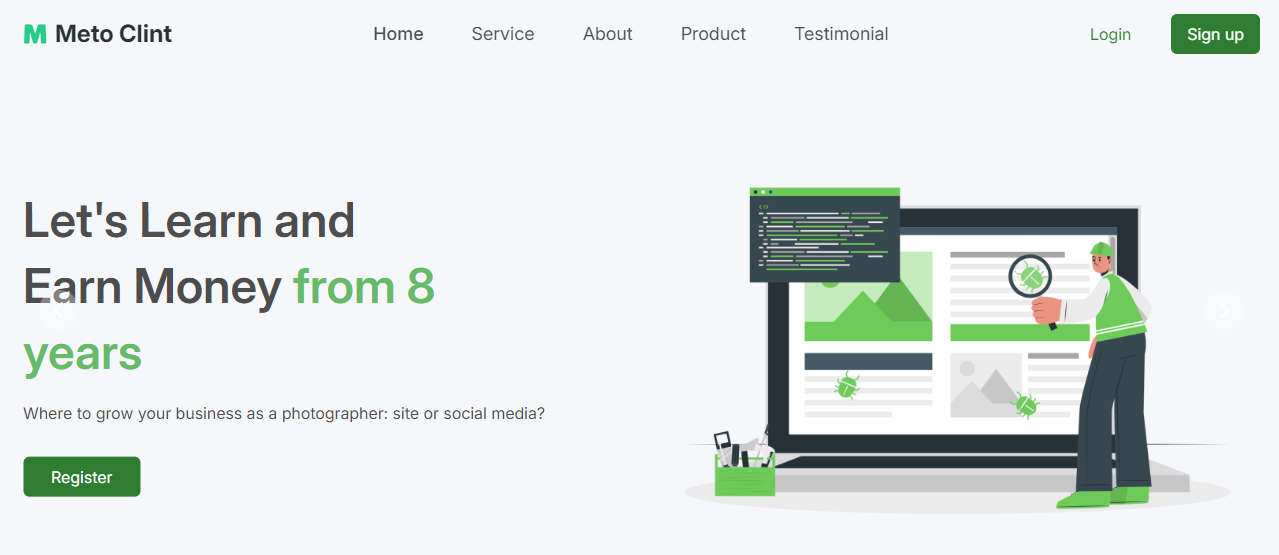 M Meto Clint
Home Service About Product Testimonial
Login Sign up
</>
Let's Learn and
Earn Money from 8
years
Where to grow your business as a photographer: site or social media?
Register